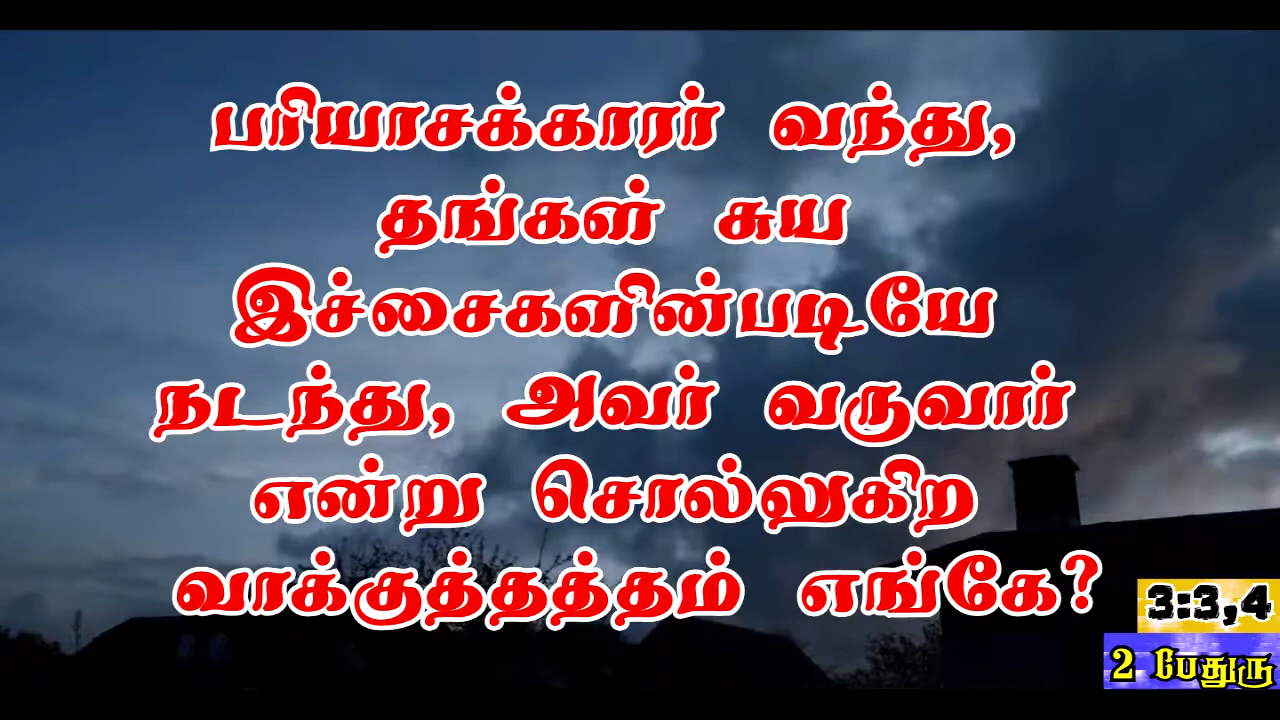 பரியாசக்காரர் வந்து,
தங்கள் சுய
இச்சைகளின்படியே
நடந்து, அவர் வருவார்
என்று சொல்லுகிற
வாக்குத்தத்தம் எங்கே?
3:3,4
2 பேதுரு